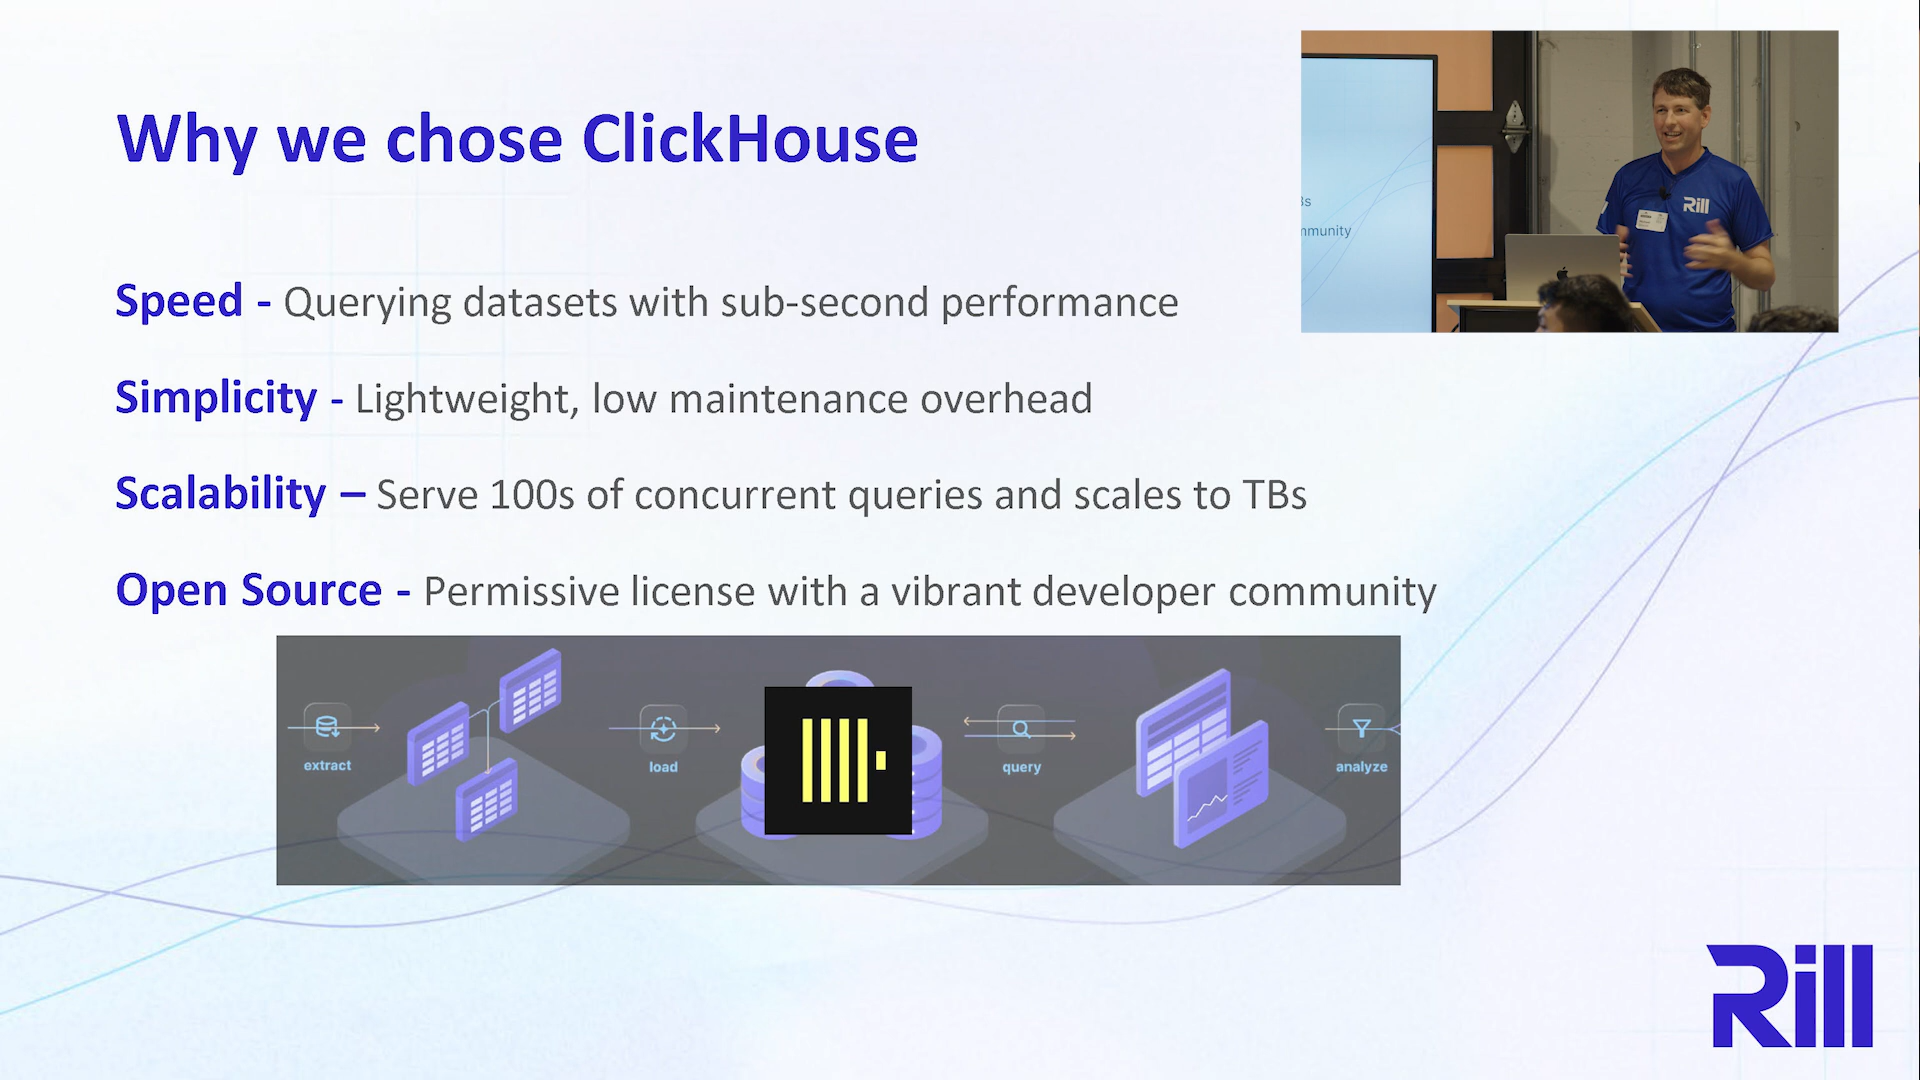 Why we chose ClickHouse
Rill
Bs
mmunity
Speed - Querying datasets with sub-second performance
Simplicity - Lightweight, low maintenance overhead
Scalability – Serve 100s of concurrent queries and scales to TBs
Open Source - Permissive license with a vibrant developer community
extract
load
query
analyze
Rill